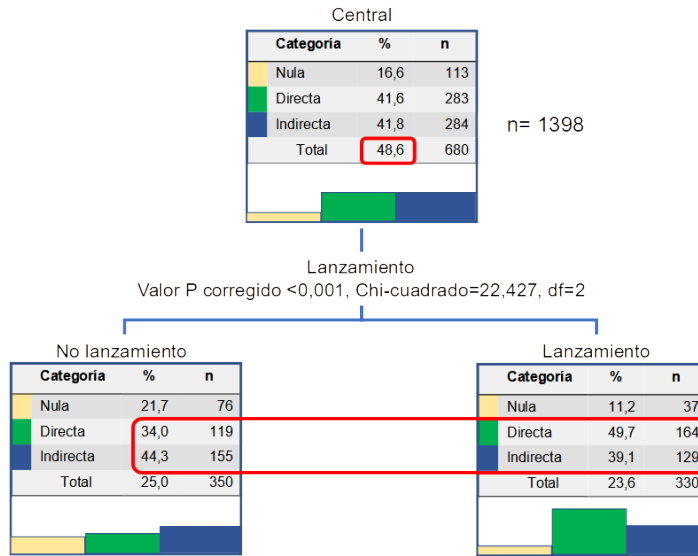 Central
Categoría % n
Nula 16,6 113
Directa 41,6 283
Indirecta 41,8 284
Total 48,6 680
n= 1398
Lanzamiento
Valor P corregido <0,001, Chi-cuadrado=22,427, df=2
No lanzamiento
Categoría % n
Nula 21,7 76
Directa 34,0 119
Indirecta 44,3 155
Total 25,0 350
Lanzamiento
Categoría % n
Nula 11,2 37
Directa 49,7 164
Indirecta 39,1 129
Total 23,6 330